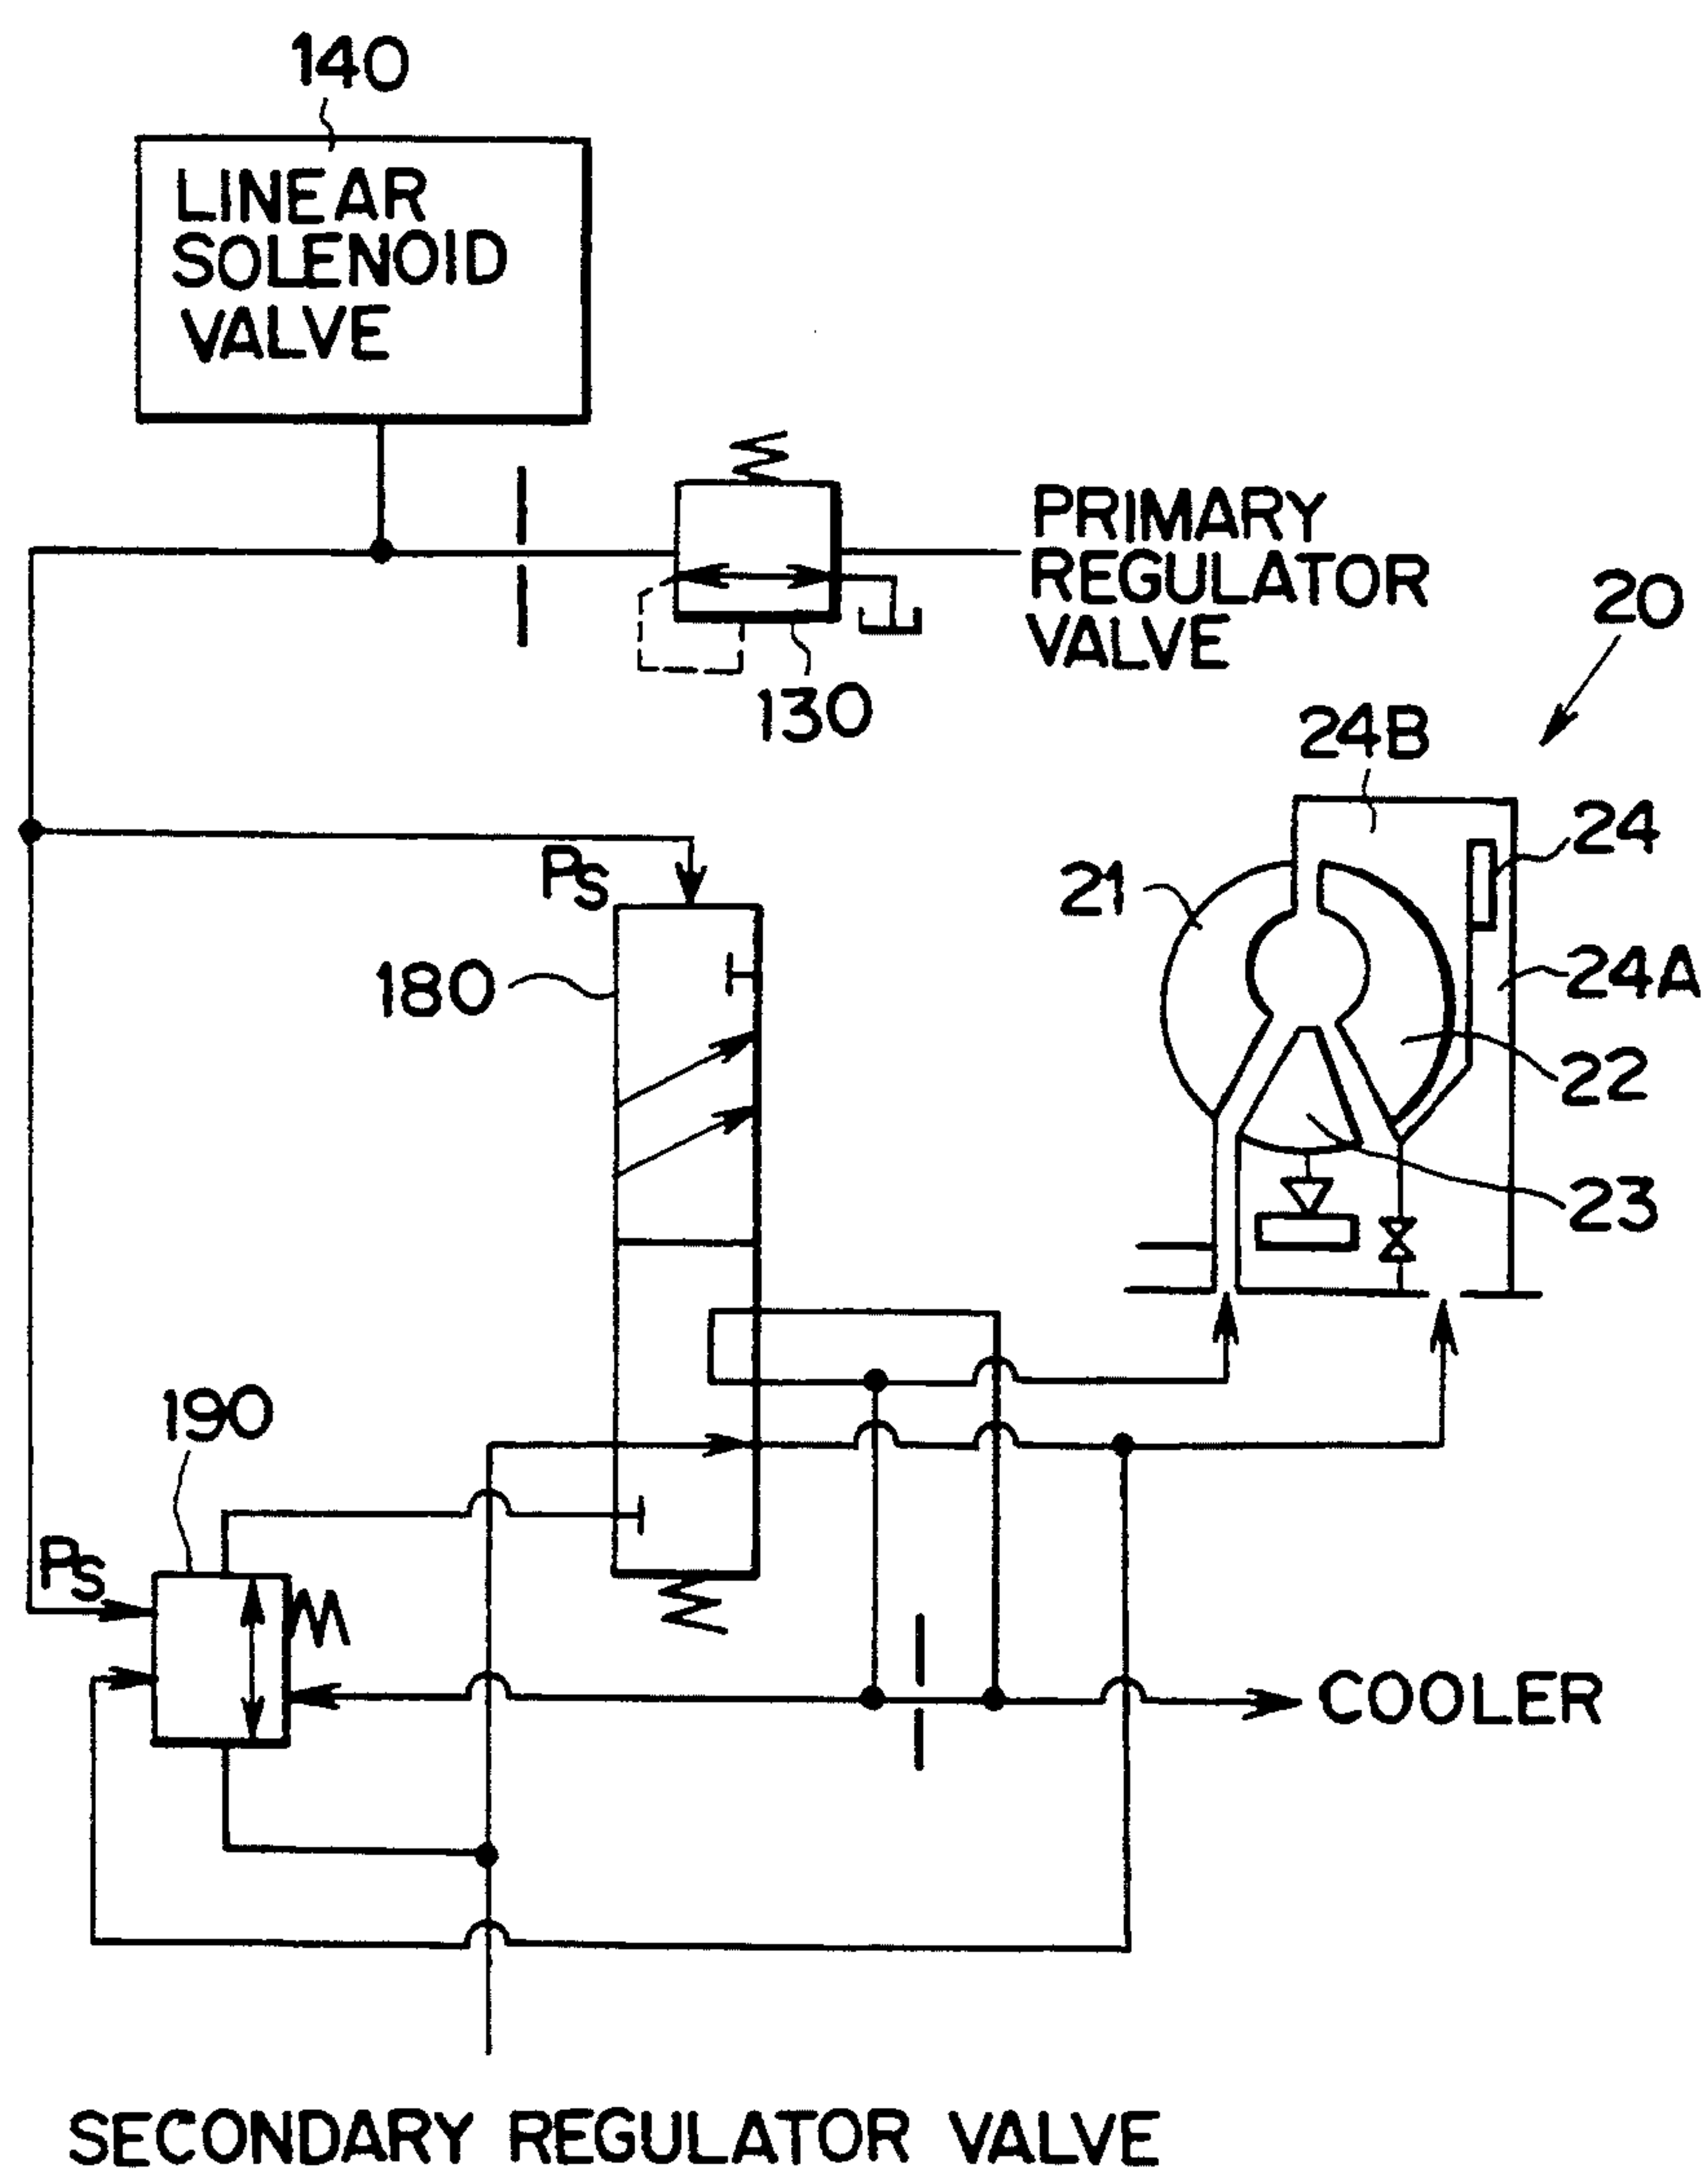 140
LINEAR
SOLENOID
VALVE
PRIMARY
REGULATOR
VALVE
130
20
24B
24
21
24A
22
23
PS
180
190
PS
COOLER
SECONDARY REGULATOR VALVE